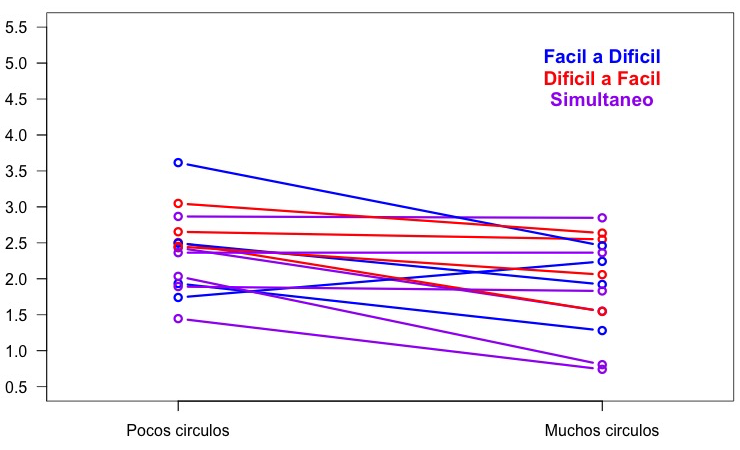 5.5
5.0
4.5
4.0
3.5
3.0
2.5
2.0
1.5
1.0
0.5
Facil a Dificil
Dificil a Facil
Simultaneo
Pocos circulos
Muchos circulos